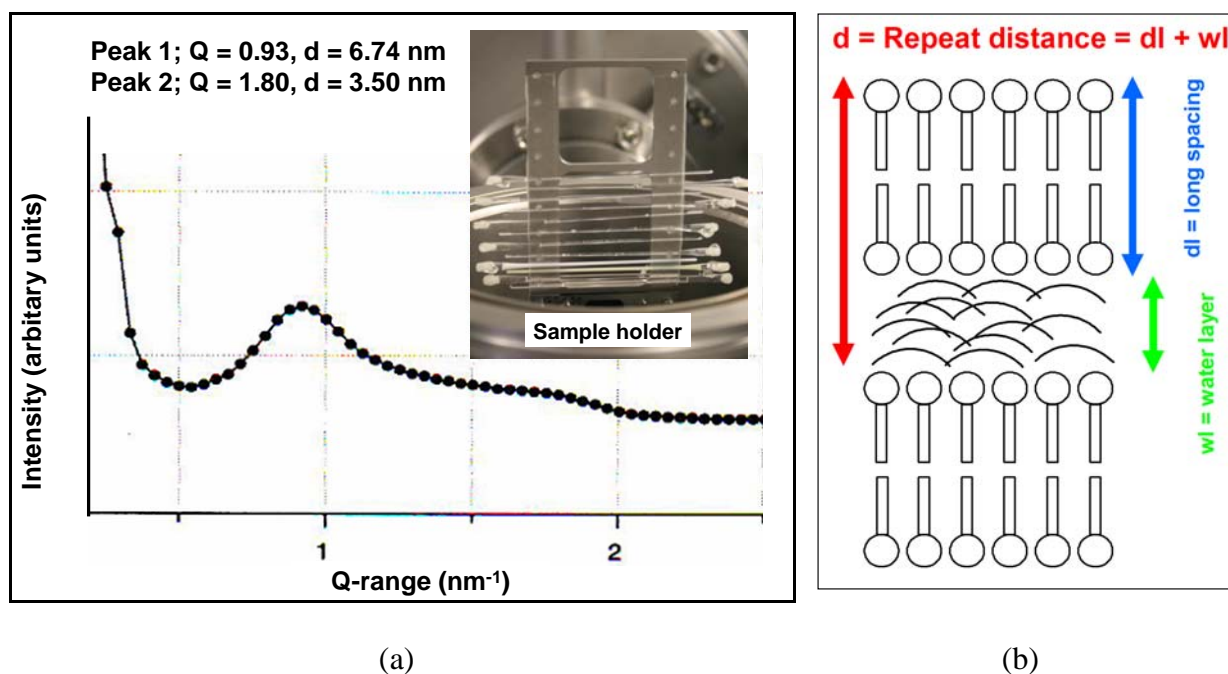 Peak 1; Q = 0.93, d = 6.74 nm
Peak 2; Q = 1.80, d = 3.50 nm
Sample holder
Intensity (arbitary units)
1
2
Q-range (nm-1)
d = Repeat distance = dl + wl
dl = long spacing
wl = water layer
(a)
(b)